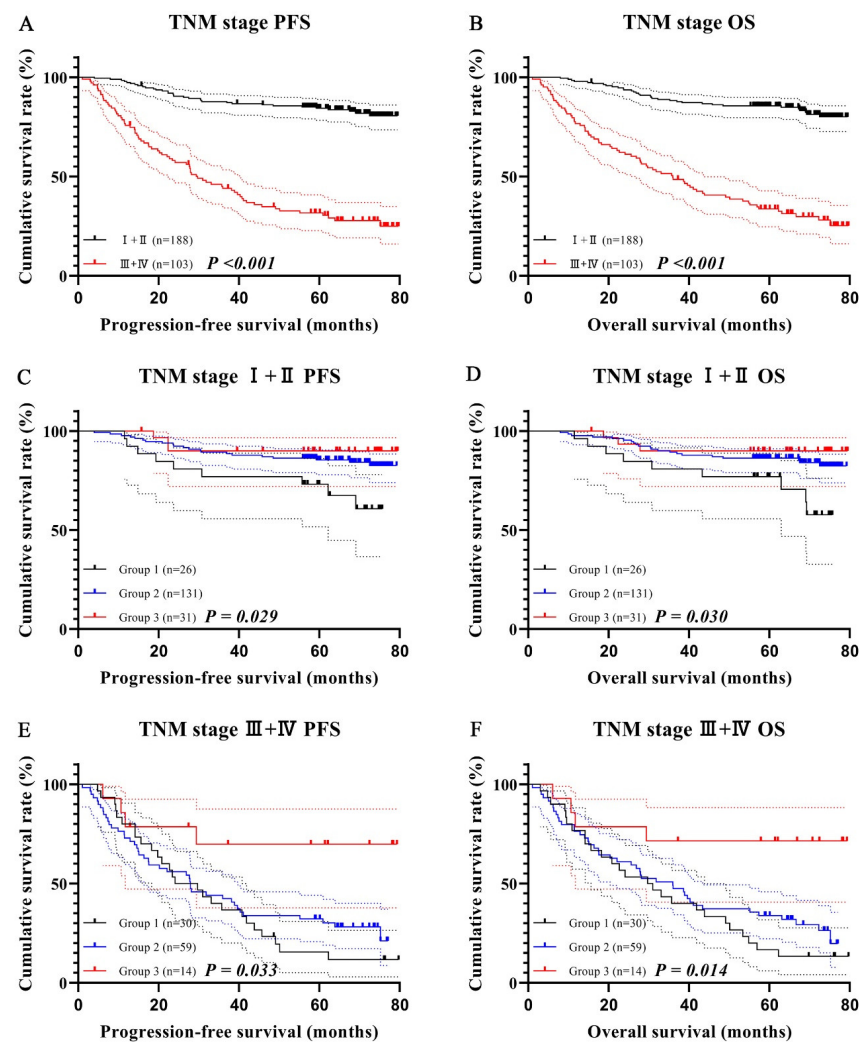 A
TNM stage PFS
Cumulative survival rate (%)
100
50
0
Ⅰ+Ⅱ (n=188)
Ⅲ+Ⅳ (n=103)
P <0.001
0 20 40 60 80
Progression-free survival (months)
B
TNM stage OS
Cumulative survival rate (%)
100
50
0
Ⅰ+Ⅱ (n=188)
Ⅲ+Ⅳ (n=103)
P <0.001
0 20 40 60 80
Overall survival (months)
C
TNM stage Ⅰ+Ⅱ PFS
Cumulative survival rate (%)
100
50
0
Group 1 (n=26)
Group 2 (n=131)
Group 3 (n=31)
P = 0.029
0 20 40 60 80
Progression-free survival (months)
D
TNM stage Ⅰ+Ⅱ OS
Cumulative survival rate (%)
100
50
0
Group 1 (n=26)
Group 2 (n=131)
Group 3 (n=31)
P = 0.030
0 20 40 60 80
Overall survival (months)
E
TNM stage Ⅲ+Ⅳ PFS
Cumulative survival rate (%)
100
50
0
Group 1 (n=30)
Group 2 (n=59)
Group 3 (n=14)
P = 0.033
0 20 40 60 80
Progression-free survival (months)
F
TNM stage Ⅲ+Ⅳ OS
Cumulative survival rate (%)
100
50
0
Group 1 (n=30)
Group 2 (n=59)
Group 3 (n=14)
P = 0.014
0 20 40 60 80
Overall survival (months)